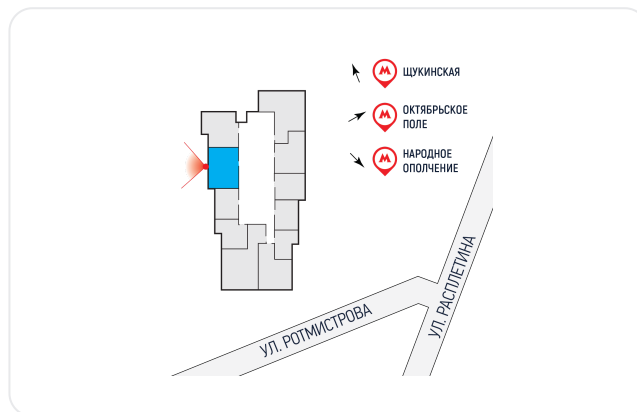 М ЩУКИНСКАЯ
М ОКТЯБРЬСКОЕ
ПОЛЕ
М НАРОДНОЕ
ОПОЛЧЕНИЕ
УЛ. РОТМИСТРОВА
УЛ. РАСПЛЕТИНА